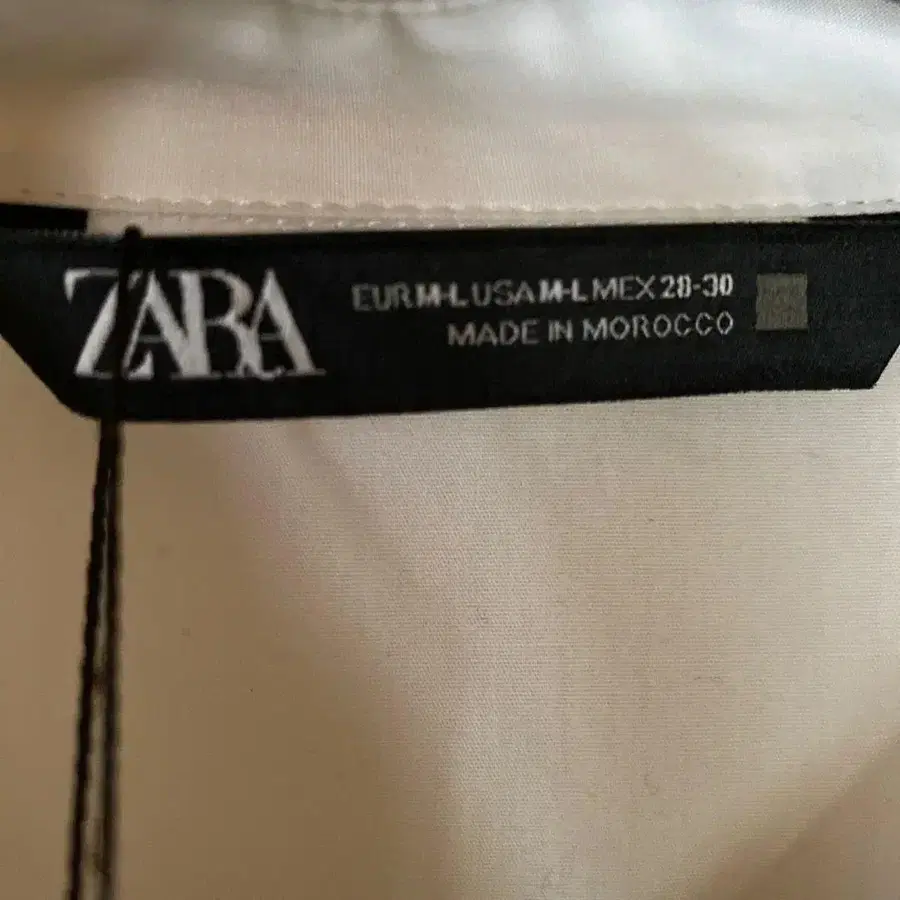 ZARA
EUR M-L USA M-L MEX 28-30
MADE IN MOROCCO